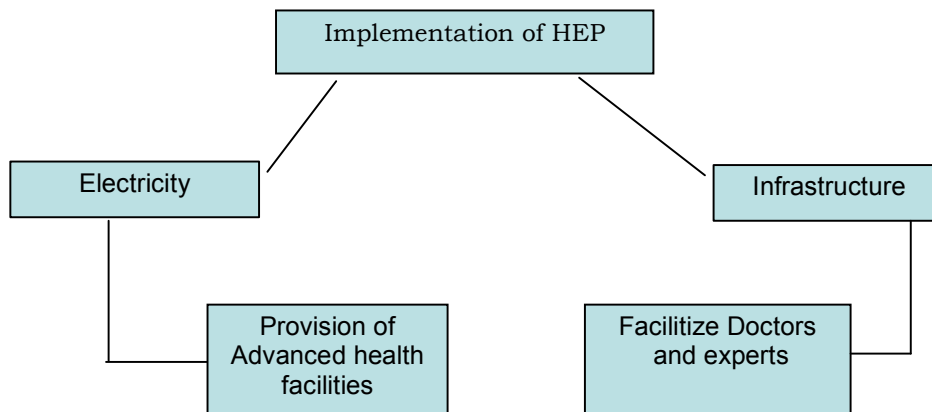 Implementation of HEP
Electricity
Infrastructure
Provision of
Advanced health
facilities
Facilitize Doctors
and experts